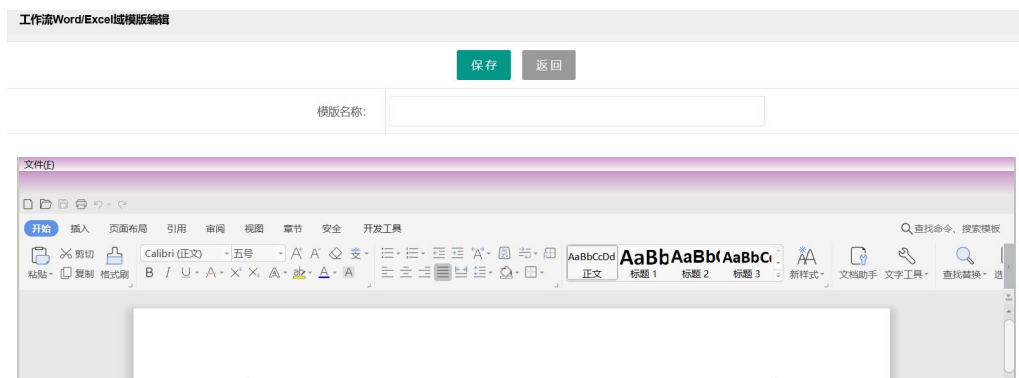 工作流Word/Excel域模版编辑
保存 返回
模版名称:
文件(F)
开始 插入 页面布局 引用 审阅 视图 章节 安全 开发工具 查找命令、搜索模板
剪切 Calibri (正文) 五号 AaBbCcDd AaBb AaBb( AaBbC
粘贴 复制 格式刷 B I U A X² X₂ A A A 正文 标题 1 标题 2 标题 3 新样式 文档助手 文字工具 查找替换 选